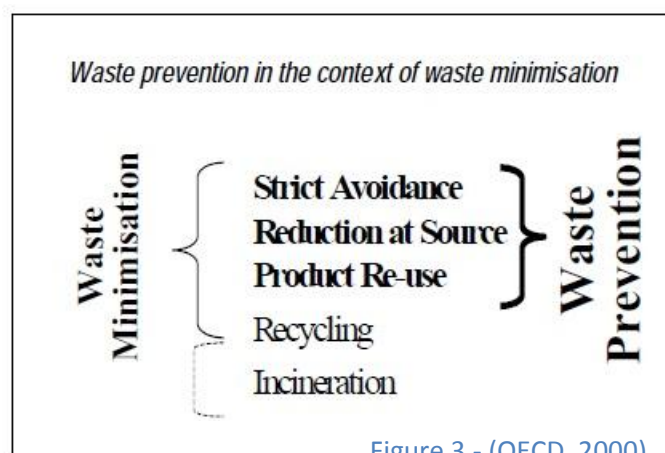 Waste prevention in the context of waste minimisation
Waste
Minimisation
Strict Avoidance
Reduction at Source
Product Re-use
Recycling
Incineration
Waste
Prevention
Figure 3 - (OECD, 2000)